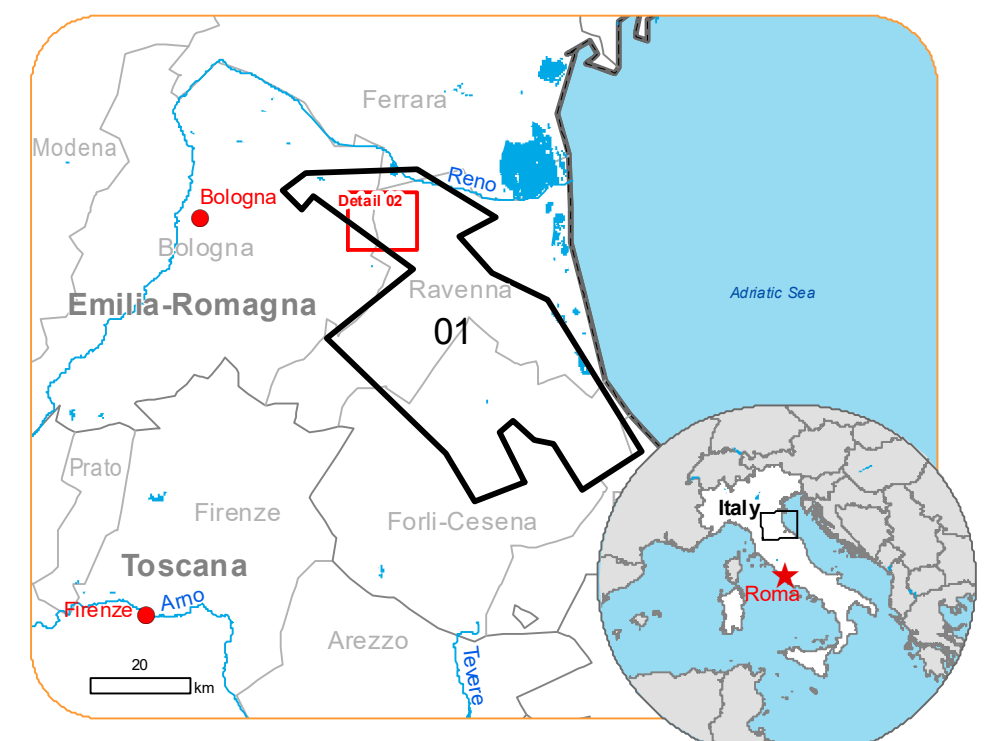 Ferrara
Modena
Reno
Bologna
Detail 02
Bologna
Ravenna
Adriatic Sea
Emilia-Romagna
01
Prato
Firenze
Forli-Cesena
Italy
Toscana
Roma
Firenze
Arno
Arezzo
Tevere
20
km